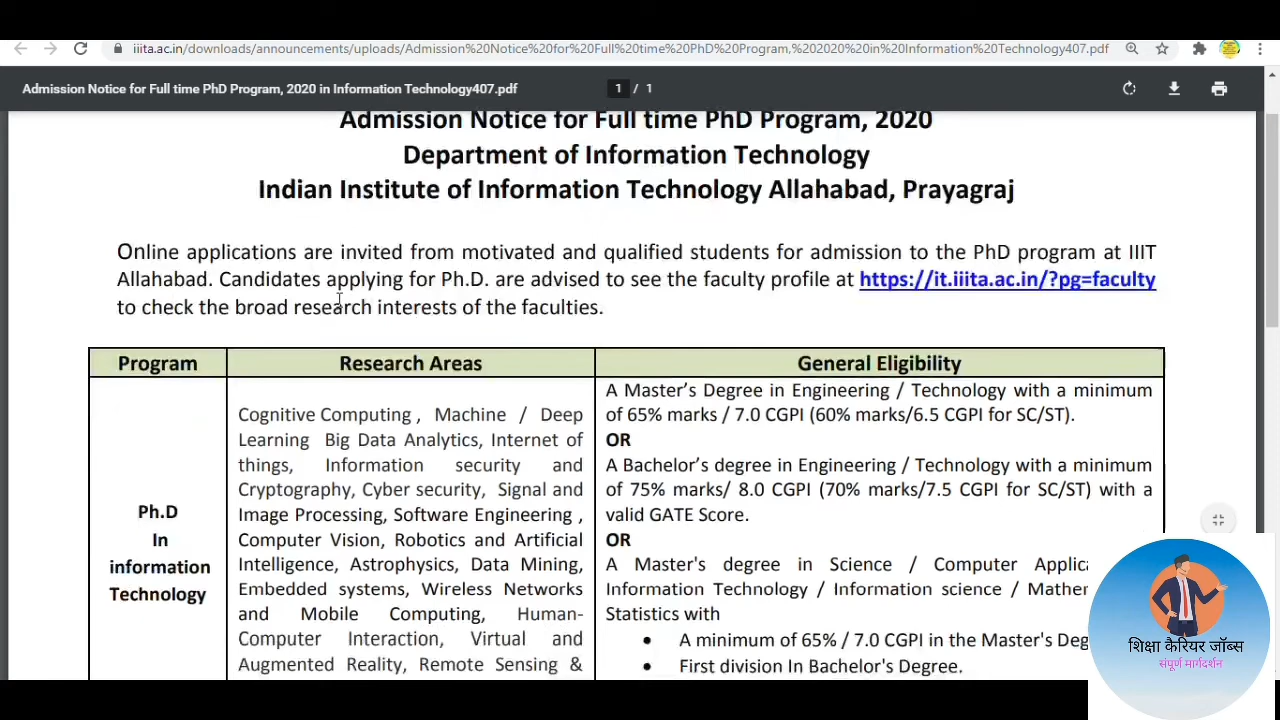 iiita.ac.in/downloads/announcements/uploads/Admission%20Notice%20for%20Full%20time%20PhD%20Program,%202020%20in%20Information%20Technology407.pdf
Admission Notice for Full time PhD Program, 2020 in Information Technology407.pdf
1 / 1
Admission Notice for Full time PhD Program, 2020
Department of Information Technology
Indian Institute of Information Technology Allahabad, Prayagraj
Online applications are invited from motivated and qualified students for admission to the PhD program at IIIT
Allahabad. Candidates applying for Ph.D. are advised to see the faculty profile at https://it.iiita.ac.in/?pg=faculty
to check the broad research interests of the faculties.
Program
Research Areas
General Eligibility
Ph.D
In
information
Technology
Cognitive Computing , Machine / Deep
Learning Big Data Analytics, Internet of
things, Information security and
Cryptography, Cyber security, Signal and
Image Processing, Software Engineering ,
Computer Vision, Robotics and Artificial
Intelligence, Astrophysics, Data Mining,
Embedded systems, Wireless Networks
and Mobile Computing, Human-
Computer Interaction, Virtual and
Augmented Reality, Remote Sensing &
A Master's Degree in Engineering / Technology with a minimum
of 65% marks / 7.0 CGPI (60% marks/6.5 CGPI for SC/ST).
OR
A Bachelor's degree in Engineering / Technology with a minimum
of 75% marks/ 8.0 CGPI (70% marks/7.5 CGPI for SC/ST) with a
valid GATE Score.
OR
A Master's degree in Science / Computer Applica
Information Technology / Information science / Mather
Statistics with
• A minimum of 65% / 7.0 CGPI in the Master's Deg
• First division In Bachelor's Degree.
शिक्षा कैरियर जॉब्स
संपूर्ण मार्गदर्शन